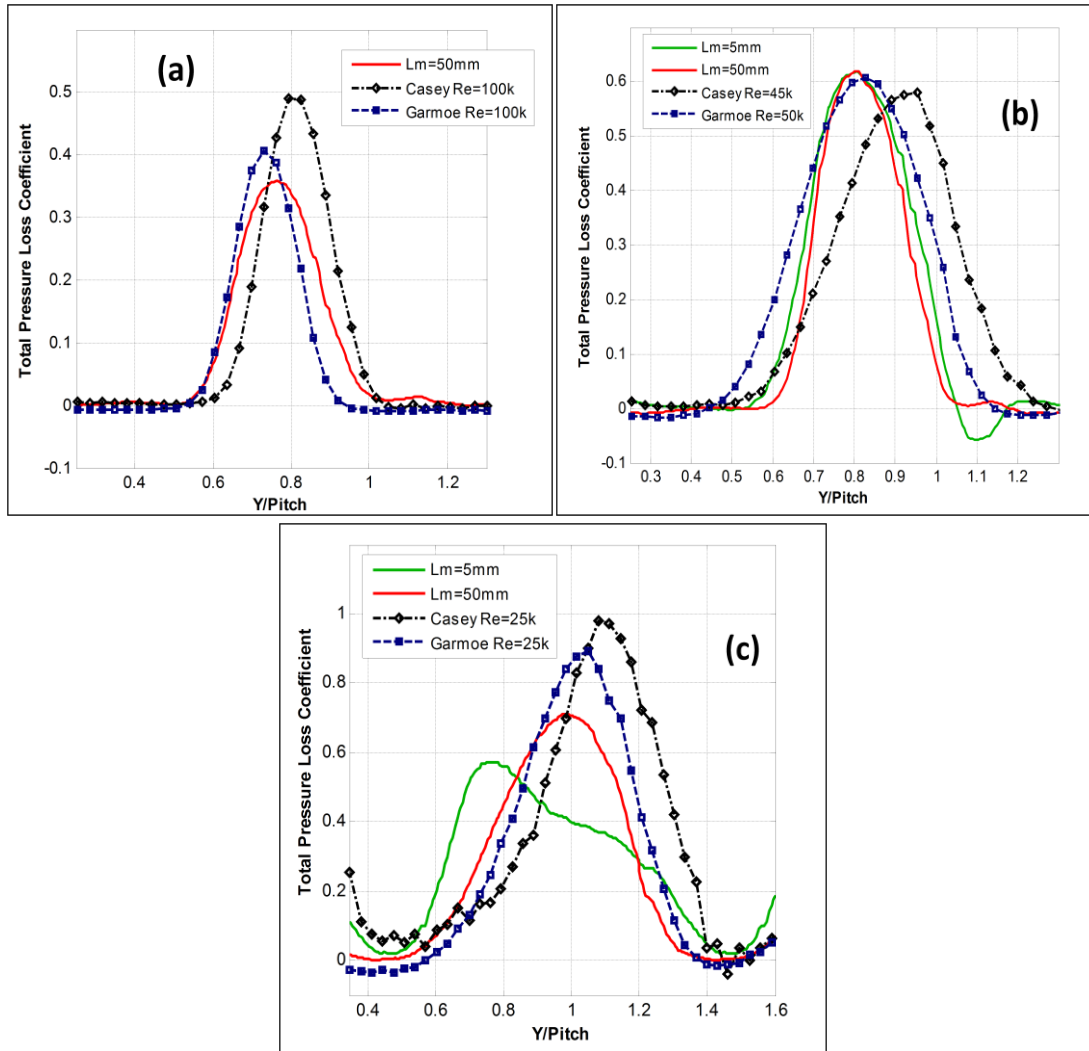 (a)
Lm=50mm
Casey Re=100k
Garmoe Re=100k
Total Pressure Loss Coefficient
0.5
0.4
0.3
0.2
0.1
0
-0.1
0.4 0.6 0.8 1 1.2
Y/Pitch
(b)
Lm=5mm
Lm=50mm
Casey Re=45k
Garmoe Re=50k
Total Pressure Loss Coefficient
0.6
0.5
0.4
0.3
0.2
0.1
0
-0.1
0.3 0.4 0.5 0.6 0.7 0.8 0.9 1 1.1 1.2
Y/Pitch
(c)
Lm=5mm
Lm=50mm
Casey Re=25k
Garmoe Re=25k
Total Pressure Loss Coefficient
1
0.8
0.6
0.4
0.2
0
0.4 0.6 0.8 1 1.2 1.4 1.6
Y/Pitch